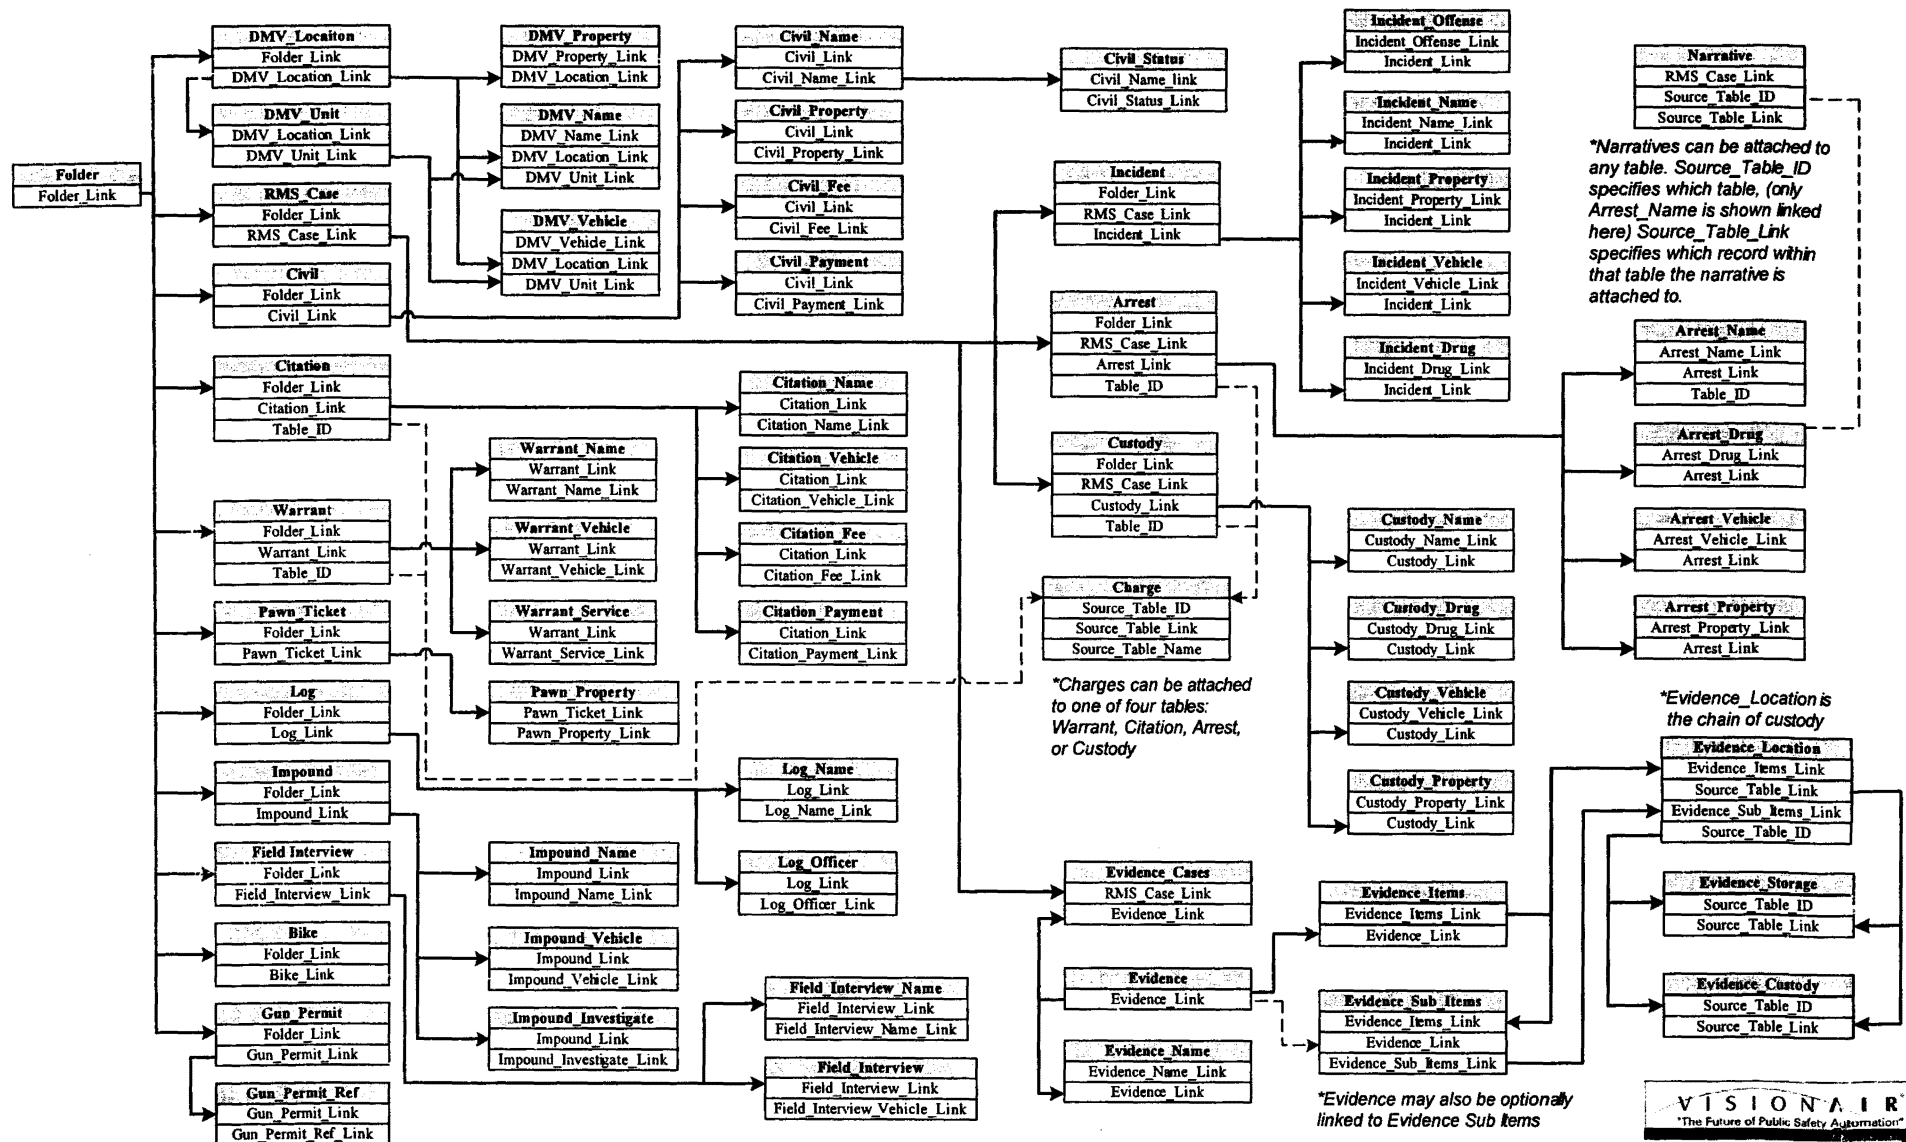 Folder
Folder_Link
DMV_Locaiton
Folder_Link
DMV_Location_Link
DMV_Unit
DMV_Location_Link
DMV_Unit_Link
RMS_Case
Folder_Link
RMS_Case_Link
Civil
Folder_Link
Civil_Link
Citation
Folder_Link
Citation_Link
Table_ID
Warrant
Folder_Link
Warrant_Link
Table_ID
Pawn_Ticket
Folder_Link
Pawn_Ticket_Link
Log
Folder_Link
Log_Link
Impound
Folder_Link
Impound_Link
Field Interview
Folder_Link
Field_Interview_Link
Bike
Folder_Link
Bike_Link
Gun_Permit
Folder_Link
Gun_Permit_Link
Gun_Permit_Ref
Gun_Permit_Link
Gun_Permit_Ref_Link
DMV_Property
DMV_Property_Link
DMV_Location_Link
DMV_Name
DMV_Name_Link
DMV_Location_Link
DMV_Unit_Link
DMV_Vehicle
DMV_Vehicle_Link
DMV_Location_Link
DMV_Unit_Link
Warrant_Name
Warrant_Link
Warrant_Name_Link
Warrant_Vehicle
Warrant_Link
Warrant_Vehicle_Link
Warrant_Service
Warrant_Link
Warrant_Service_Link
Pawn_Property
Pawn_Ticket_Link
Pawn_Property_Link
Impound_Name
Impound_Link
Impound_Name_Link
Impound_Vehicle
Impound_Link
Impound_Vehicle_Link
Impound_Investigate
Impound_Link
Impound_Investigate_Link
Civil_Name
Civil_Link
Civil_Name_Link
Civil_Property
Civil_Link
Civil_Property_Link
Civil_Fee
Civil_Link
Civil_Fee_Link
Civil_Payment
Civil_Link
Civil_Payment_Link
Citation_Name
Citation_Link
Citation_Name_Link
Citation_Vehicle
Citation_Link
Citation_Vehicle_Link
Citation_Fee
Citation_Link
Citation_Fee_Link
Citation_Payment
Citation_Link
Citation_Payment_Link
Log_Name
Log_Link
Log_Name_Link
Log_Officer
Log_Link
Log_Officer_Link
Field_Interview_Name
Field_Interview_Link
Field_Interview_Name_Link
Field_Interview
Field_Interview_Link
Field_Interview_Vehicle_Link
Civil_Status
Civil_Name_link
Civil_Status_Link
Incident
Folder_Link
RMS_Case_Link
Incident_Link
Arrest
Folder_Link
RMS_Case_Link
Arrest_Link
Table_ID
Custody
Folder_Link
RMS_Case_Link
Custody_Link
Table_ID
Charge
Source_Table_ID
Source_Table_Link
Source_Table_Name
*Charges can be attached
to one of four tables:
Warrant, Citation, Arrest,
or Custody
Evidence_Cases
RMS_Case_Link
Evidence_Link
Evidence
Evidence_Link
Evidence_Name
Evidence_Name_Link
Evidence_Link
Incident_Offense
Incident_Offense_Link
Incident_Link
Incident_Name
Incident_Name_Link
Incident_Link
Incident_Property
Incident_Property_Link
Incident_Link
Incident_Vehicle
Incident_Vehicle_Link
Incident_Link
Incident_Drug
Incident_Drug_Link
Incident_Link
Custody_Name
Custody_Name_Link
Custody_Link
Custody_Drug
Custody_Drug_Link
Custody_Link
Custody_Vehicle
Custody_Vehicle_Link
Custody_Link
Custody_Property
Custody_Property_Link
Custody_Link
Evidence_Items
Evidence_Items_Link
Evidence_Link
Evidence_Sub_Items
Evidence_Items_Link
Evidence_Link
Evidence_Sub_Items_Link
*Evidence may also be optionally
linked to Evidence Sub Items
Narrative
RMS_Case_Link
Source_Table_ID
Source_Table_Link
*Narratives can be attached to
any table. Source_Table_ID
specifies which table, (only
Arrest_Name is shown linked
here) Source_Table_Link
specifies which record within
that table the narrative is
attached to.
Arrest_Name
Arrest_Name_Link
Arrest_Link
Table_ID
Arrest_Drug
Arrest_Drug_Link
Arrest_Link
Arrest_Vehicle
Arrest_Vehicle_Link
Arrest_Link
Arrest_Property
Arrest_Property_Link
Arrest_Link
*Evidence_Location is
the chain of custody
Evidence_Location
Evidence_Items_Link
Source_Table_Link
Evidence_Sub_Items_Link
Source_Table_ID
Evidence_Storage
Source_Table_ID
Source_Table_Link
Evidence_Custody
Source_Table_ID
Source_Table_Link
VISIONAIR
"The Future of Public Safety Automation"